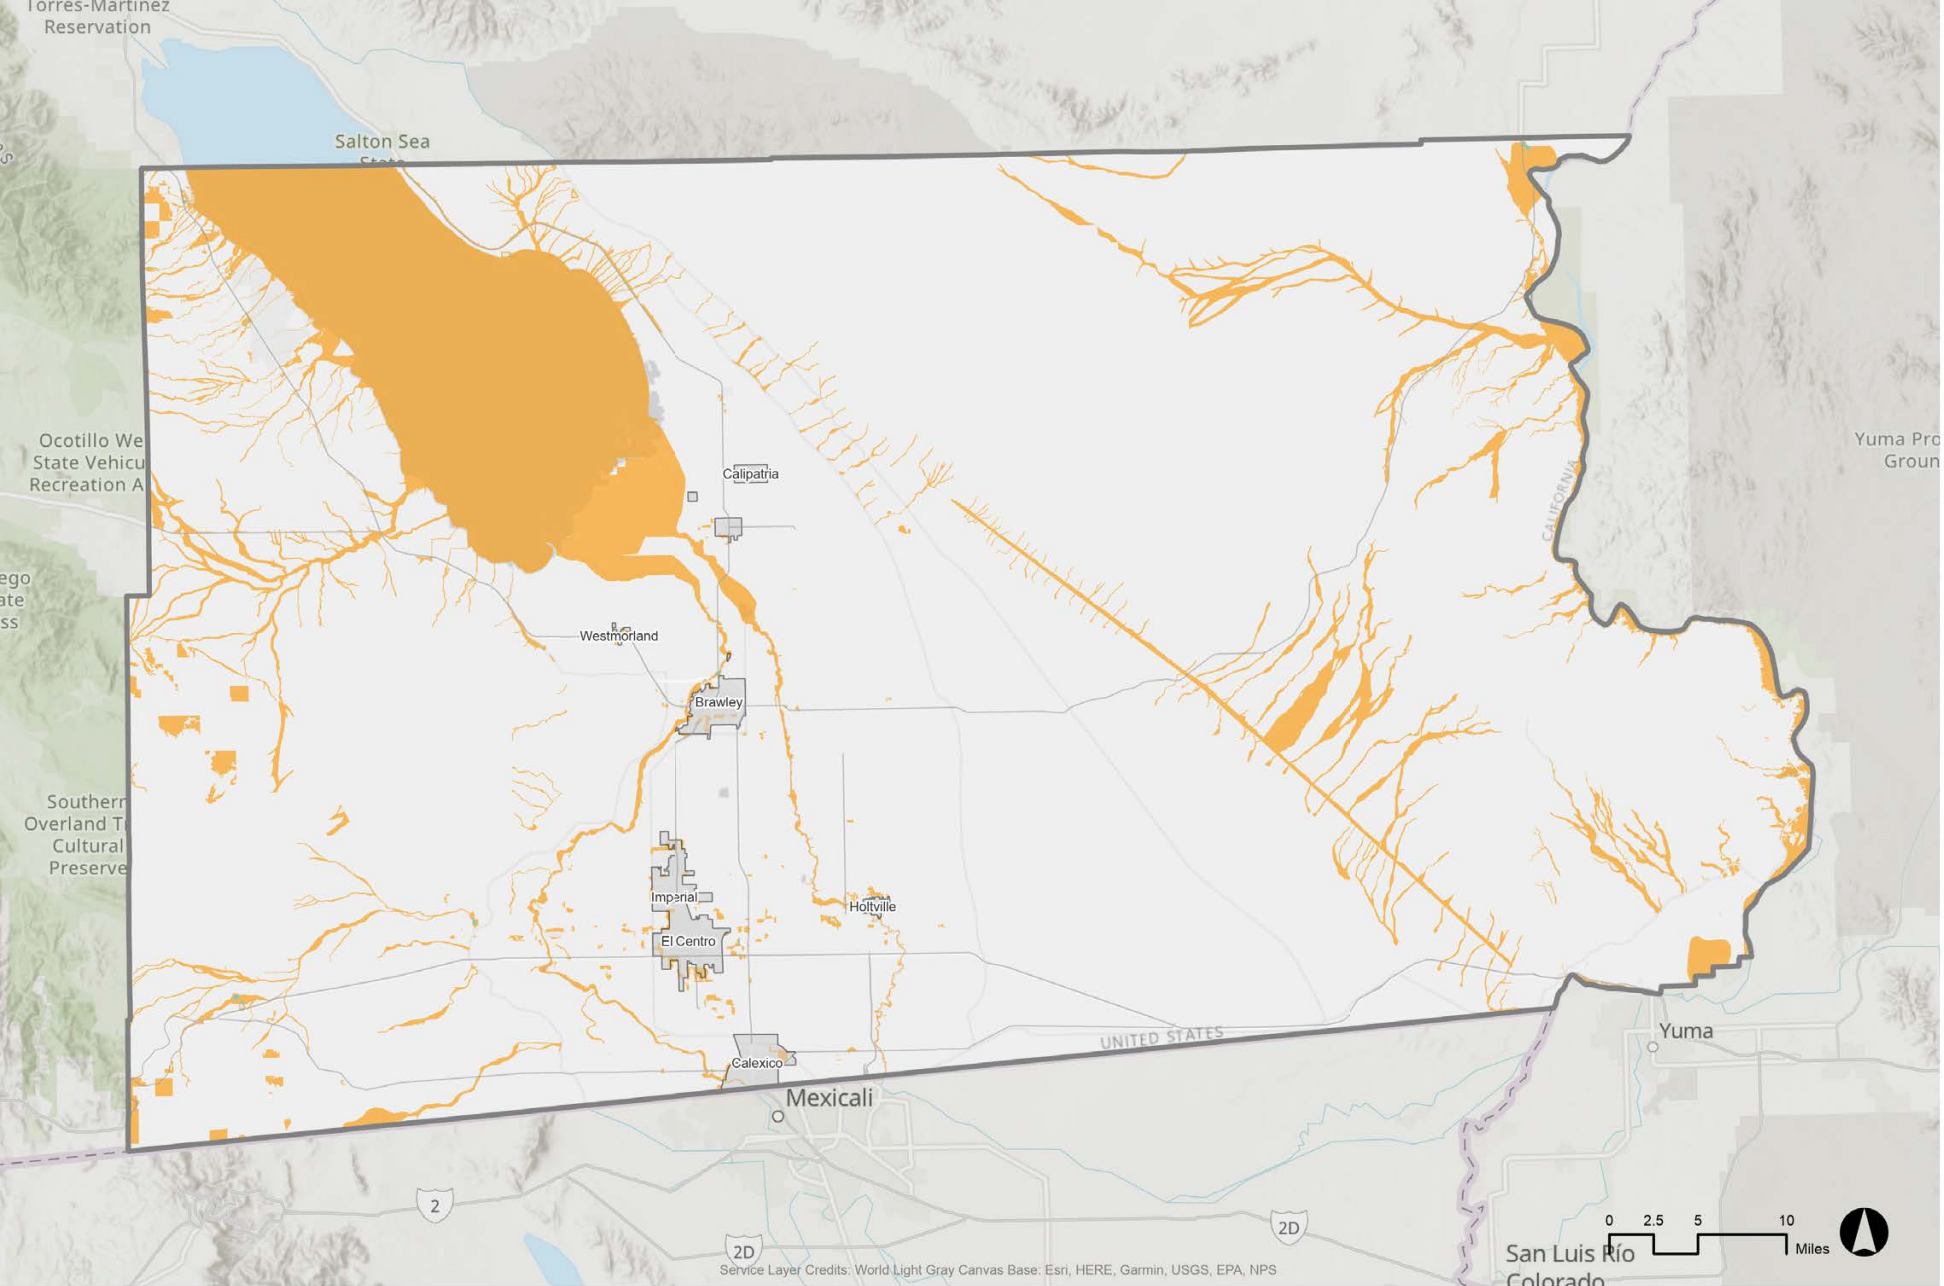 Torres-Martinez
Reservation
Salton Sea
State
Ocotillo We
State Vehicu
Recreation A
Yuma Pro
Groun
Calipatria
CALIFORNIA
ego
ate
ss
Westmorland
Brawley
Southern
Overland T
Cultural
Preserve
Imperial
Holtville
El Centro
UNITED STATES
Yuma
Calexico
Mexicali
2
2D
2D
0 2.5 5 10
Miles
San Luis Río
Colorado
Service Layer Credits: World Light Gray Canvas Base: Esri, HERE, Garmin, USGS, EPA, NPS